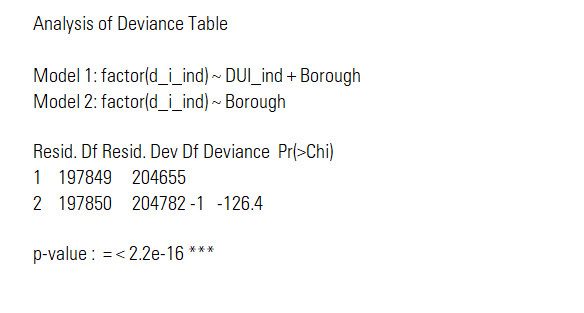 Analysis of Deviance Table
Model 1: factor(d_i_ind) ~ DUI_ind + Borough
Model 2: factor(d_i_ind) ~ Borough
Resid. Df Resid. Dev Df Deviance Pr(>Chi)
1 197849 204655
2 197850 204782 -1 -126.4
p-value : = < 2.2e-16 ***